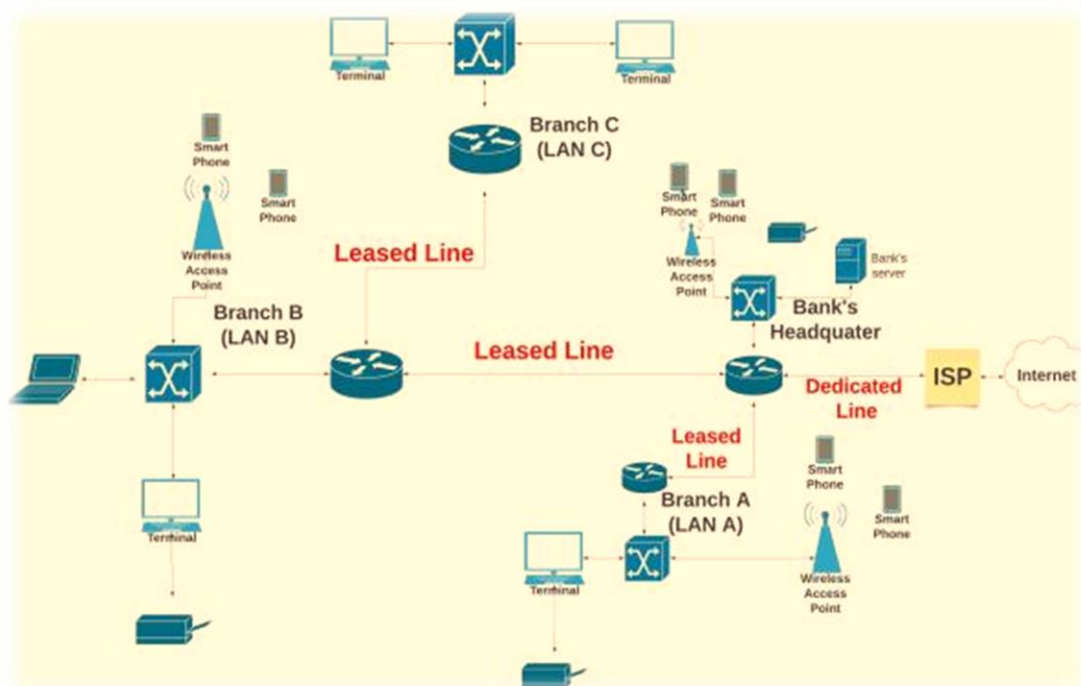 Terminal
Terminal
Branch C
(LAN C)
Smart
Phone
Smart
Phone
Wireless
Access
Point
Leased Line
Smart
Phone
Smart
Phone
Wireless
Access
Point
Bank's
server
Bank's
Headquater
Branch B
(LAN B)
Leased Line
Dedicated
Line
ISP
Internet
Leased
Line
Branch A
(LAN A)
Smart
Phone
Smart
Phone
Wireless
Access
Point
Terminal
Terminal